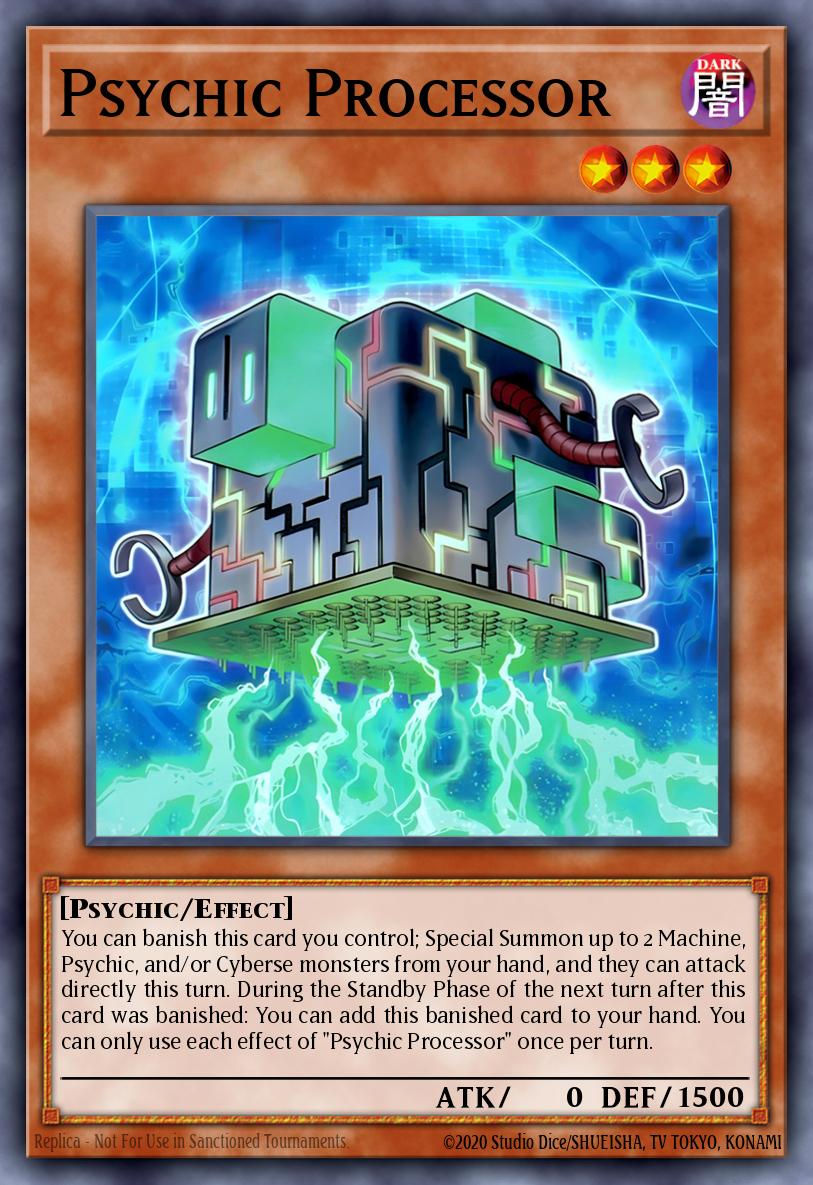 Psychic Processor
DARK
闇
[Psychic/Effect]
You can banish this card you control; Special Summon up to 2 Machine,
Psychic, and/or Cyberse monsters from your hand, and they can attack
directly this turn. During the Standby Phase of the next turn after this
card was banished: You can add this banished card to your hand. You
can only use each effect of "Psychic Processor" once per turn.
ATK/ 0 DEF/1500
Replica - Not For Use in Sanctioned Tournaments.
©2020 Studio Dice/SHUEISHA, TV TOKYO, KONAMI